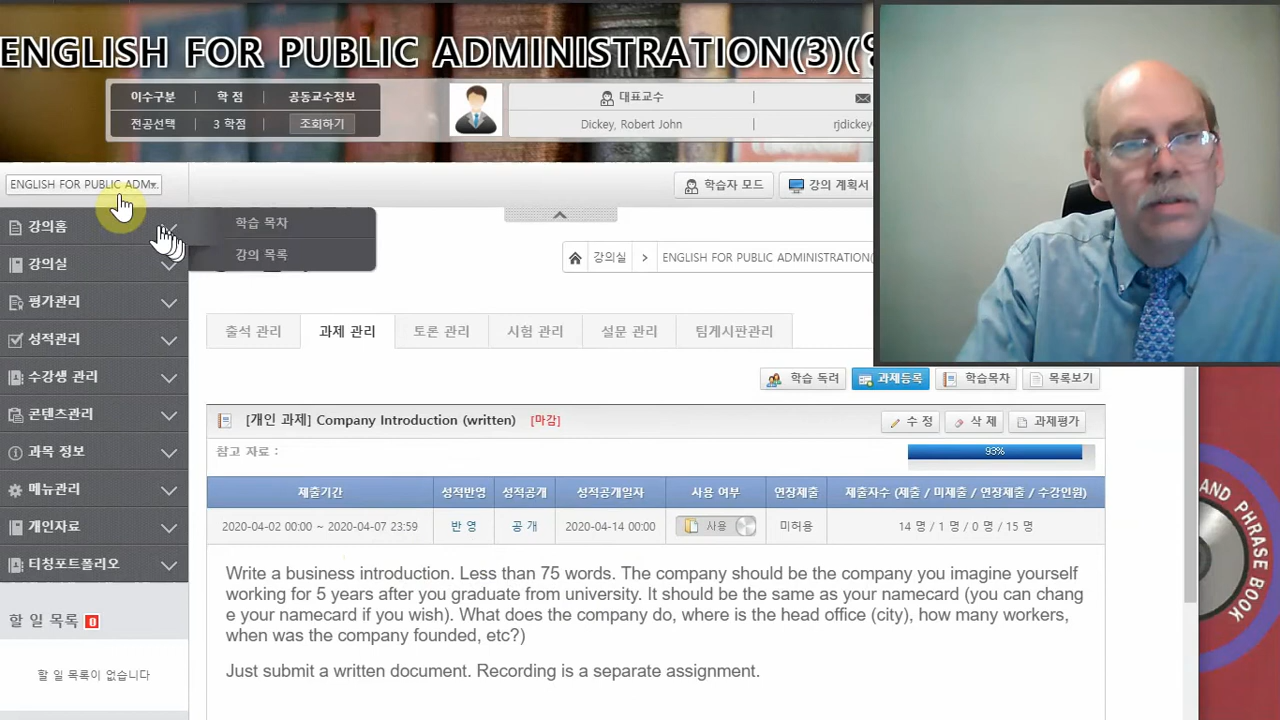 ENGLISH FOR PUBLIC ADMINISTRATION(3)(영
이수구분 학 점 공동교수정보
전공선택 3 학점 조회하기
대표교수
Dickey, Robert John rjdickey
ENGLISH FOR PUBLIC ADM
학습자 모드 강의 계획서
강의홈
강의실
평가관리
성적관리
수강생 관리
콘텐츠관리
과목 정보
메뉴관리
개인자료
티칭포트폴리오
할 일 목록 0
할 일 목록이 없습니다
학습 목차
강의 목록
강의실 > ENGLISH FOR PUBLIC ADMINISTRATION(
출석 관리 과제 관리 토론 관리 시험 관리 설문 관리 팀게시판관리
학습 독려 과제등록 학습목차 목록보기
[개인 과제] Company Introduction (written) [마감] 수 정 삭 제 과제평가
참고 자료 : 93%
제출기간 성적반영 성적공개 성적공개일자 사용 여부 연장제출 제출자수 (제출 / 미제출 / 연장제출 / 수강인원)
2020-04-02 00:00 ~ 2020-04-07 23:59 반 영 공 개 2020-04-14 00:00 사용 미허용 14 명 / 1 명 / 0 명 / 15 명
Write a business introduction. Less than 75 words. The company should be the company you imagine yourself
working for 5 years after you graduate from university. It should be the same as your namecard (you can chang
e your namecard if you wish). What does the company do, where is the head office (city), how many workers,
when was the company founded, etc?)
Just submit a written document. Recording is a separate assignment.
AND PHRASE BOOK